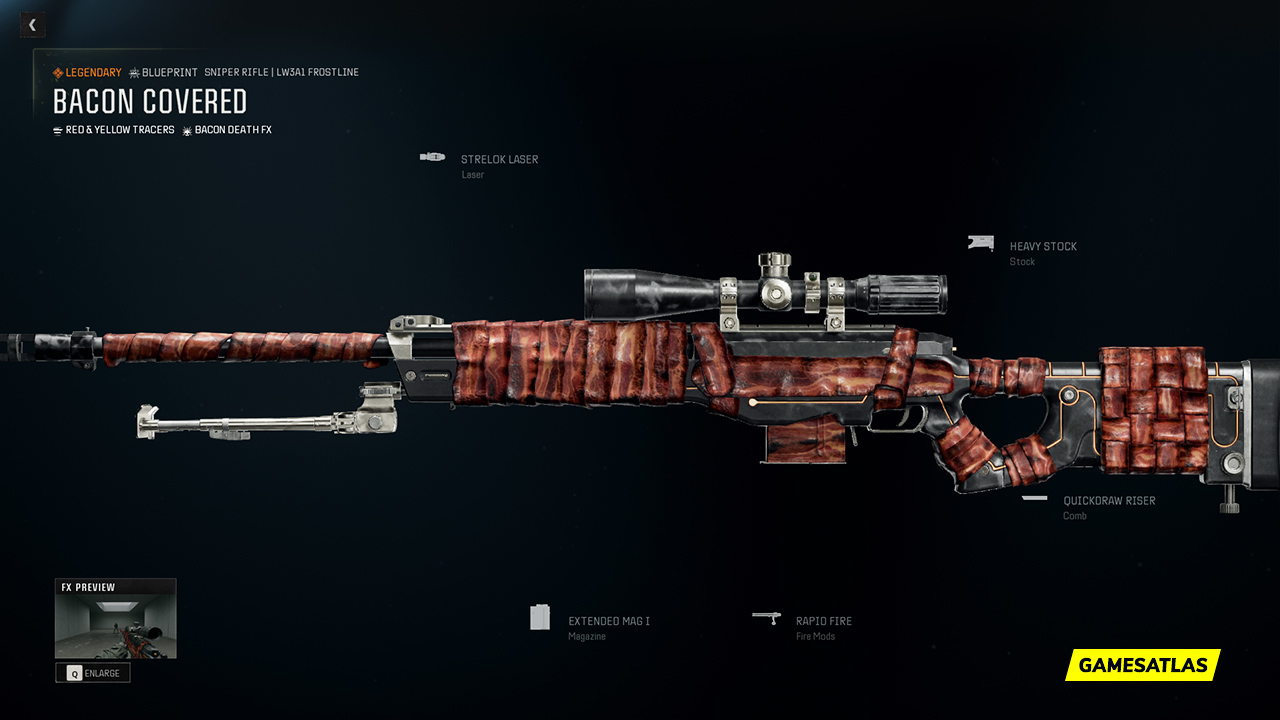 LEGENDARY BLUEPRINT SNIPER RIFLE | LW3A1 FROSTLINE
BACON COVERED
RED & YELLOW TRACERS BACON DEATH FX
STRELOK LASER
Laser
HEAVY STOCK
Stock
QUICKDRAW RISER
Comb
FX PREVIEW
Q ENLARGE
EXTENDED MAG I
Magazine
RAPID FIRE
Fire Mods
GAMESATLAS